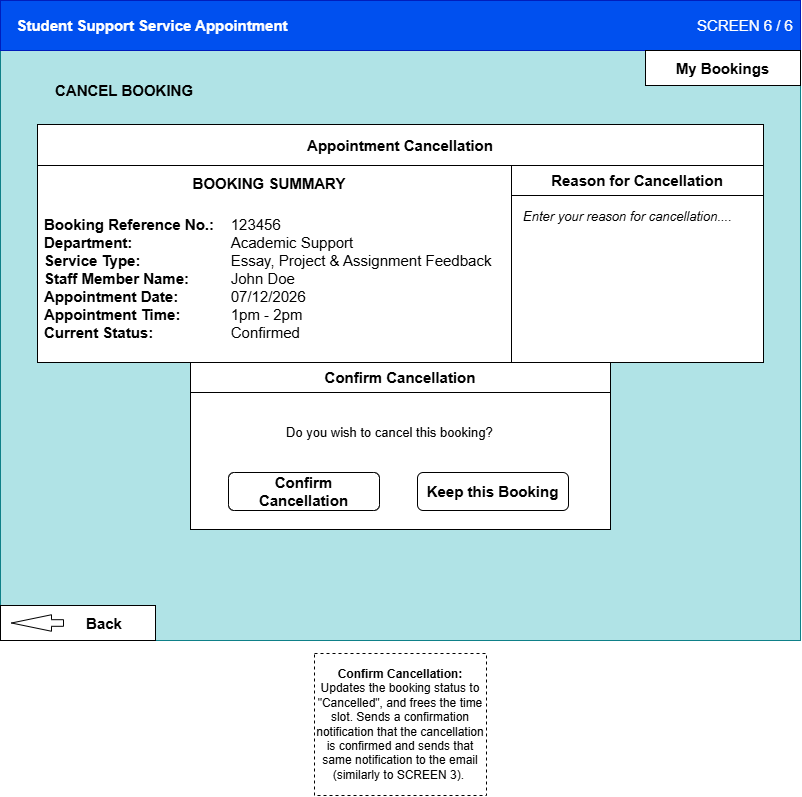 Student Support Service Appointment
SCREEN 6 / 6
My Bookings
CANCEL BOOKING
Appointment Cancellation
BOOKING SUMMARY
Booking Reference No.: 123456
Department: Academic Support
Service Type: Essay, Project & Assignment Feedback
Staff Member Name: John Doe
Appointment Date: 07/12/2026
Appointment Time: 1pm - 2pm
Current Status: Confirmed
Reason for Cancellation
Enter your reason for cancellation....
Confirm Cancellation
Do you wish to cancel this booking?
Confirm
Cancellation
Keep this Booking
Back
Confirm Cancellation:
Updates the booking status to
"Cancelled", and frees the time
slot. Sends a confirmation
notification that the cancellation
is confirmed and sends that
same notification to the email
(similarly to SCREEN 3).